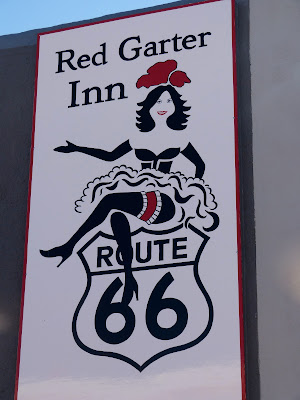 Red Garter
Inn
ROUTE
66